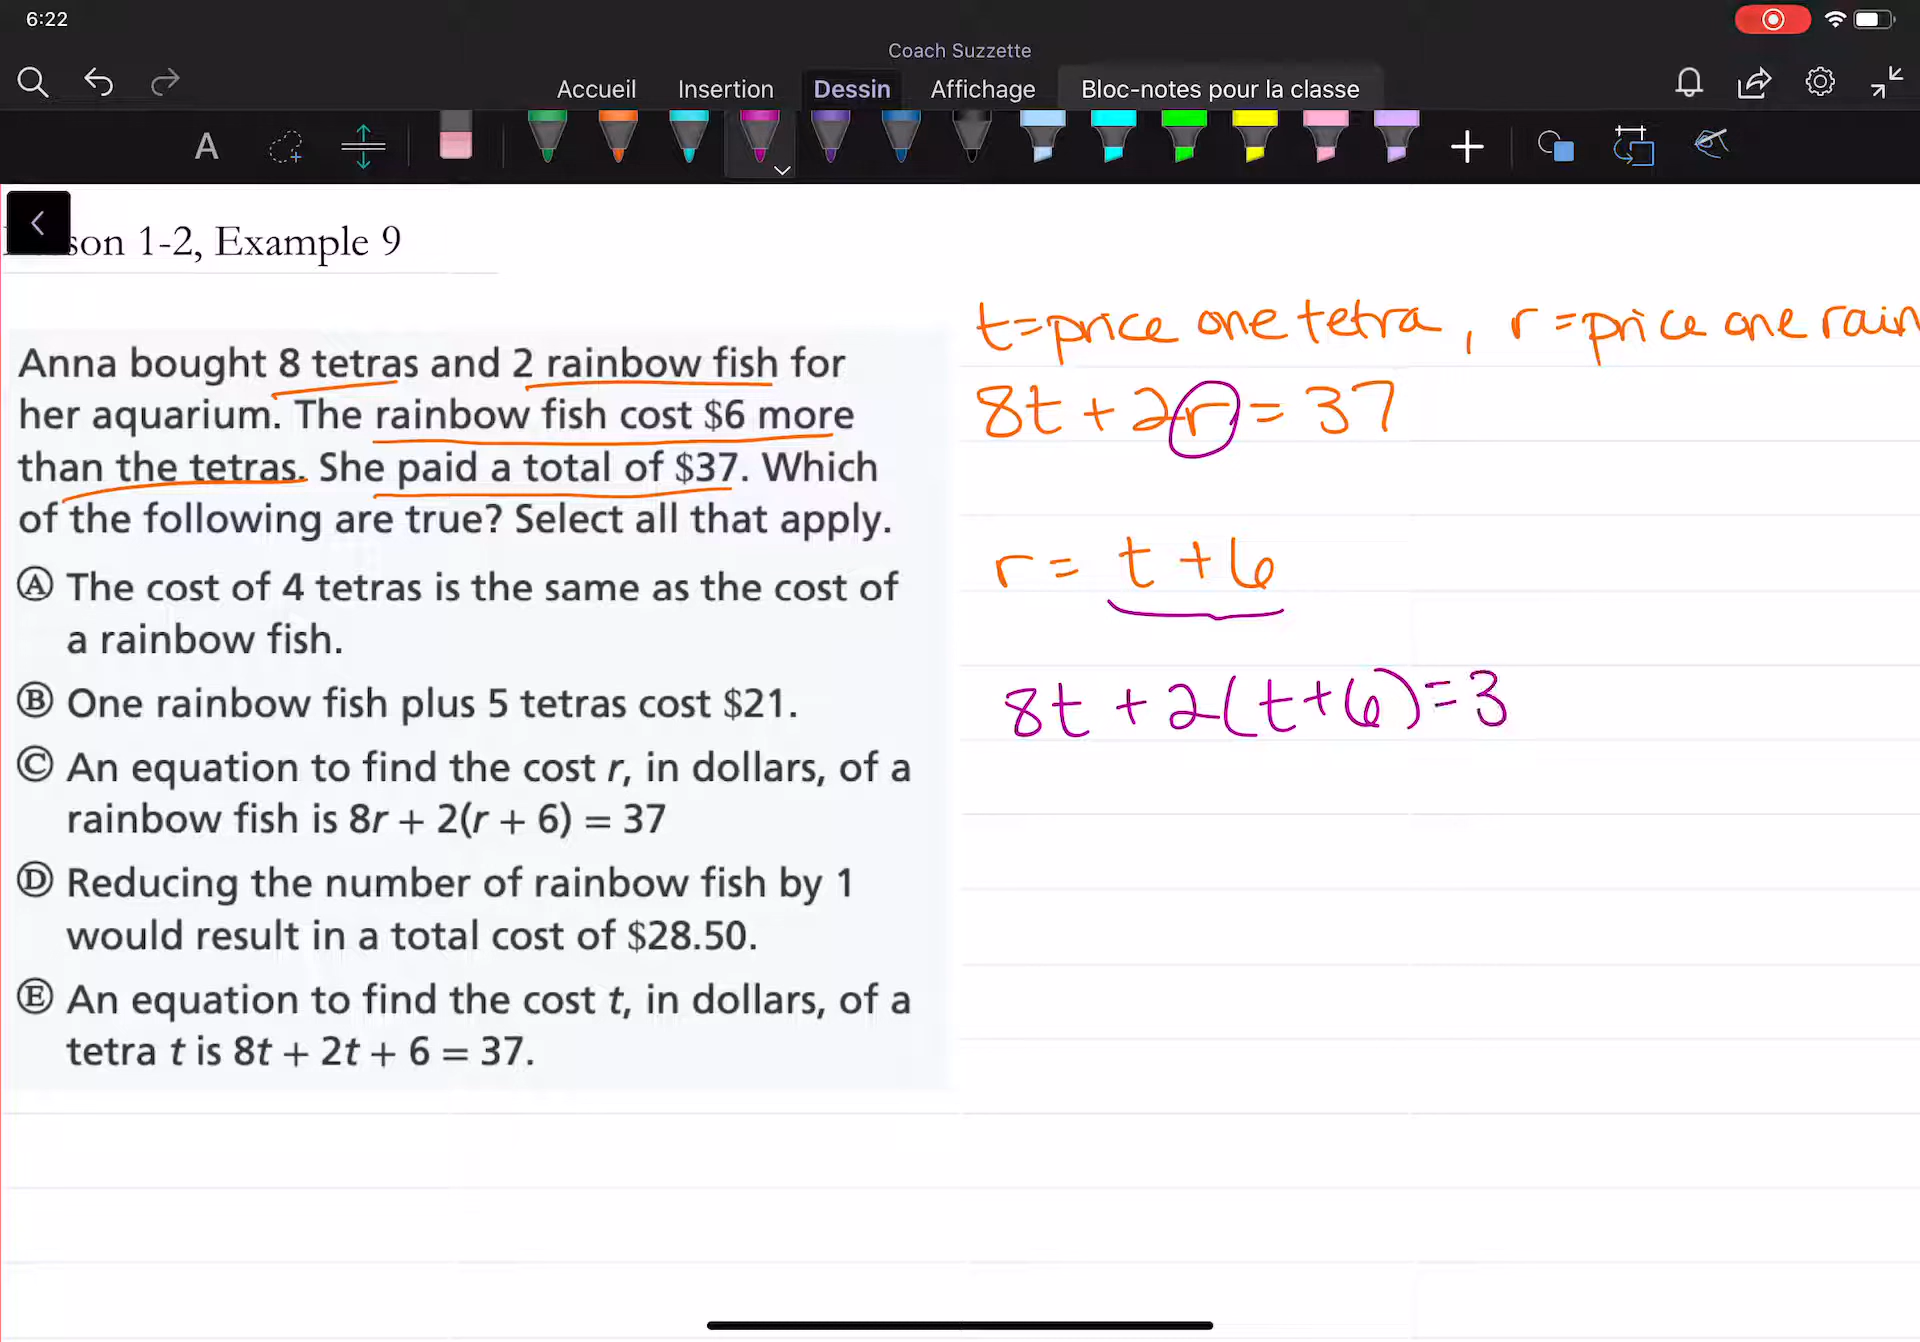 6:22
Coach Suzzette
Accueil Insertion Dessin Affichage Bloc-notes pour la classe
A
son 1-2, Example 9
Anna bought 8 tetras and 2 rainbow fish for
her aquarium. The rainbow fish cost $6 more
than the tetras. She paid a total of $37. Which
of the following are true? Select all that apply.
Ⓐ The cost of 4 tetras is the same as the cost of
a rainbow fish.
Ⓑ One rainbow fish plus 5 tetras cost $21.
Ⓒ An equation to find the cost r, in dollars, of a
rainbow fish is 8r + 2(r + 6) = 37
Ⓓ Reducing the number of rainbow fish by 1
would result in a total cost of $28.50.
Ⓔ An equation to find the cost t, in dollars, of a
tetra t is 8t + 2t + 6 = 37.
t=price one tetra, r=price one rain
8t + 2r = 37
r = t + 6
8t + 2(t+6)=3